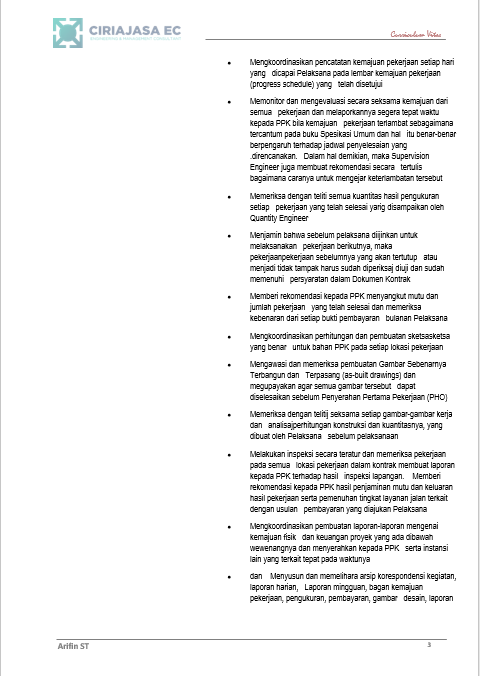 CIRIAJASA EC
Curriculum Vitae
• Mengkoordinasikan pencatatan kemajuan pekerjaan setiap hari
yang dicapai Pelaksana pada lembar kemajuan pekerjaan
(progress schedule) yang telah disetujui
• Memonitor dan mengevaluasi secara seksama kemajuan dari
semua pekerjaan dan melaporkannya segera tepat waktu
kepada PPK bila kemajuan pekerjaan terlambat sebagaimana
tercantum pada buku Spesikasi Umum dan hal itu benar-benar
berpengaruh terhadap jadwal penyelesaian yang
.direncanakan. Dalam hal demikian, maka Supervision
Engineer juga membuat rekomendasi secara tertulis
bagaimana caranya untuk mengejar keterlambatan tersebut
• Memeriksa dengan teliti semua kuantitas hasil pengukuran
setiap pekerjaan yang telah selesai yarig disampaikan oleh
Quantity Engineer
• Menjamin bahwa sebelum pelaksana diijinkan untuk
melaksanakan pekerjaan berikutnya, maka
pekerjaanpekerjaan sebelumnya yang akan tertutup atau
menjadi tidak tampak harus sudah diperiksaj diuji dan sudah
memenuhi persyaratan dalam Dokumen Kontrak
• Memberi rekomendasi kepada PPK menyangkut mutu dan
jumlah pekerjaan yang telah selesai dan memeriksa
kebenaran dari setiap bukti pembayaran bulanan Pelaksana
• Mengkoordinasikan perhitungan dan pembuatan sketsasketsa
yang benar untuk bahan PPK pada setiap lokasi pekerjaan
• Mengawasi dan memeriksa pembuatan Gambar Sebenarnya
Terbangun dan Terpasang (as-built drawings) dan
megupayakan agar semua gambar tersebut dapat
diselesaikan sebelum Penyerahan Pertama Pekerjaan (PHO)
• Memeriksa dengan telitij seksama setiap gambar-gambar kerja
dan analisajperhitungan konstruksi dan kuantitasnya, yang
dibuat oleh Pelaksana sebelum pelaksanaan
• Melakukan inspeksi secara teratur dan memeriksa pekerjaan
pada semua lokasi pekerjaan dalam kontrak membuat laporan
kepada PPK terhadap hasil inspeksi lapangan. Memberi
rekomendasi kepada PPK hasil penjaminan mutu dan keluaran
hasil pekerjaan serta pemenuhan tingkat layanan jalan terkait
dengan usulan pembayaran yang diajukan Pelaksana
• Mengkoordinasikan pembuatan laporan-laporan mengenai
kemajuan fisik dan keuangan proyek yang ada dibawah
wewenangnya dan menyerahkan kepada PPK serta instansi
lain yang terkait tepat pada waktunya
• dan Menyusun dan memelihara arsip korespondensi kegiatan,
laporan harian, Laporan mingguan, bagan kemajuan
pekerjaan, pengukuran, pembayaran, gambar desain, laporan
Arifin ST
3